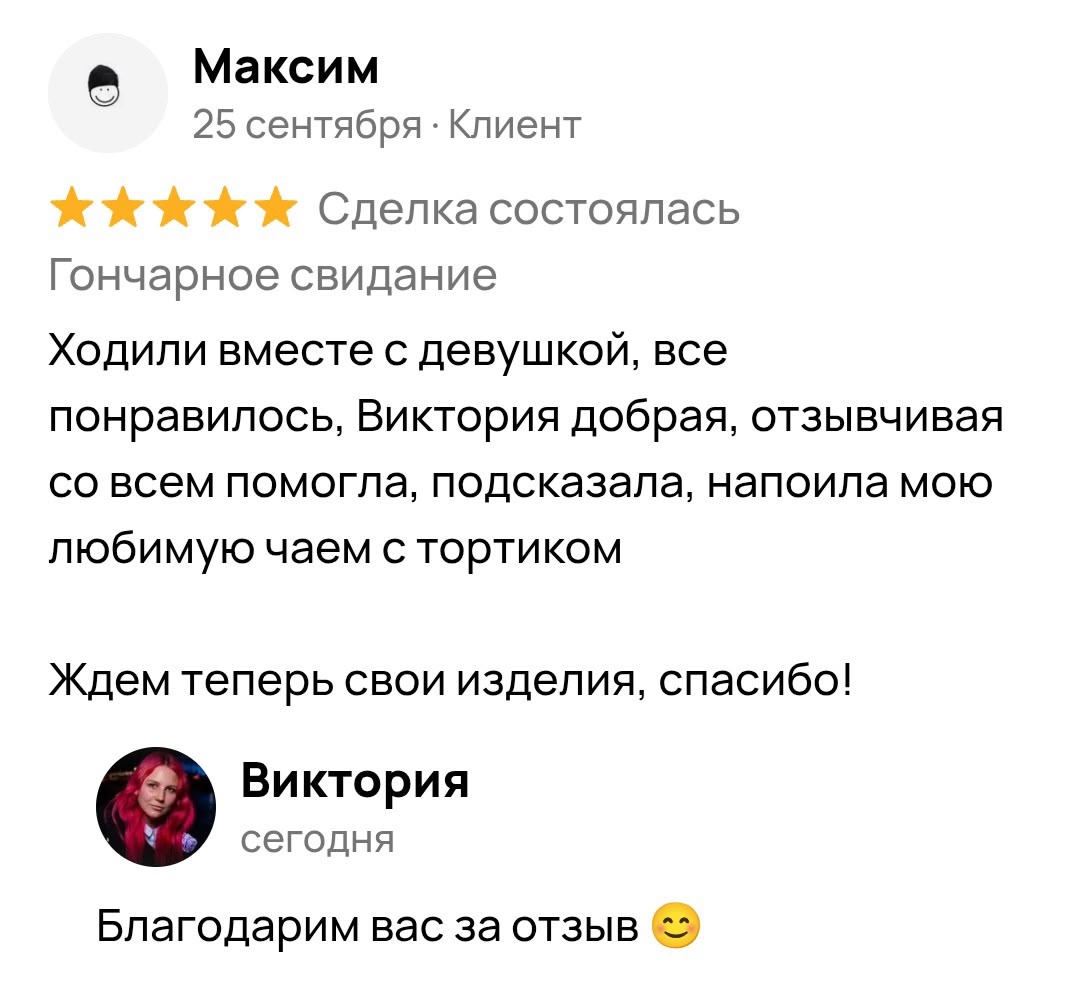 Максим
25 сентября · Клиент
Сделка состоялась
Гончарное свидание
Ходили вместе с девушкой, все
понравилось, Виктория добрая, отзывчивая
со всем помогла, подсказала, напоила мою
любимую чаем с тортиком
Ждем теперь свои изделия, спасибо!
Виктория
сегодня
Благодарим вас за отзыв 😊